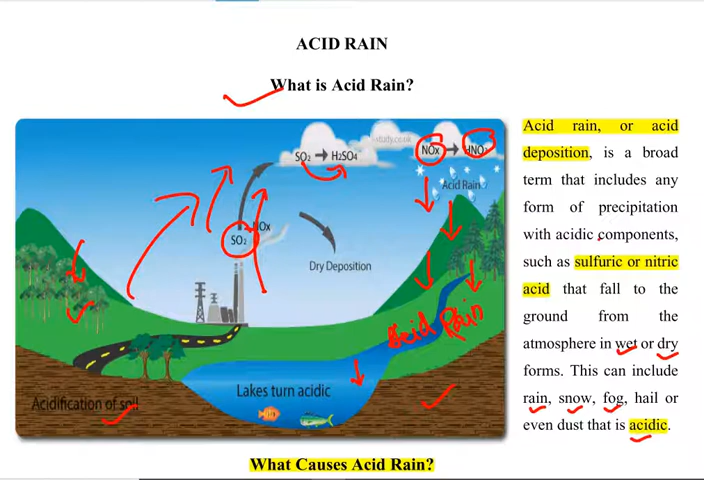 ACID RAIN
What is Acid Rain?
SO₂ → H₂SO₄
NOx → HNO₃
Acid Rain
NOx
SO₂
Dry Deposition
Acid Rain
Lakes turn acidic
Acidification of soil
Acid rain, or acid
deposition, is a broad
term that includes any
form of precipitation
with acidic components,
such as sulfuric or nitric
acid that fall to the
ground from the
atmosphere in wet or dry
forms. This can include
rain, snow, fog, hail or
even dust that is acidic.
What Causes Acid Rain?